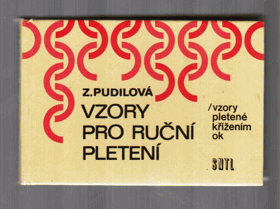 Z.PUDILOVÁ
VZORY
PRO RUČNÍ
PLETENÍ
/vzory
pletené
křížením
ok
SNTL